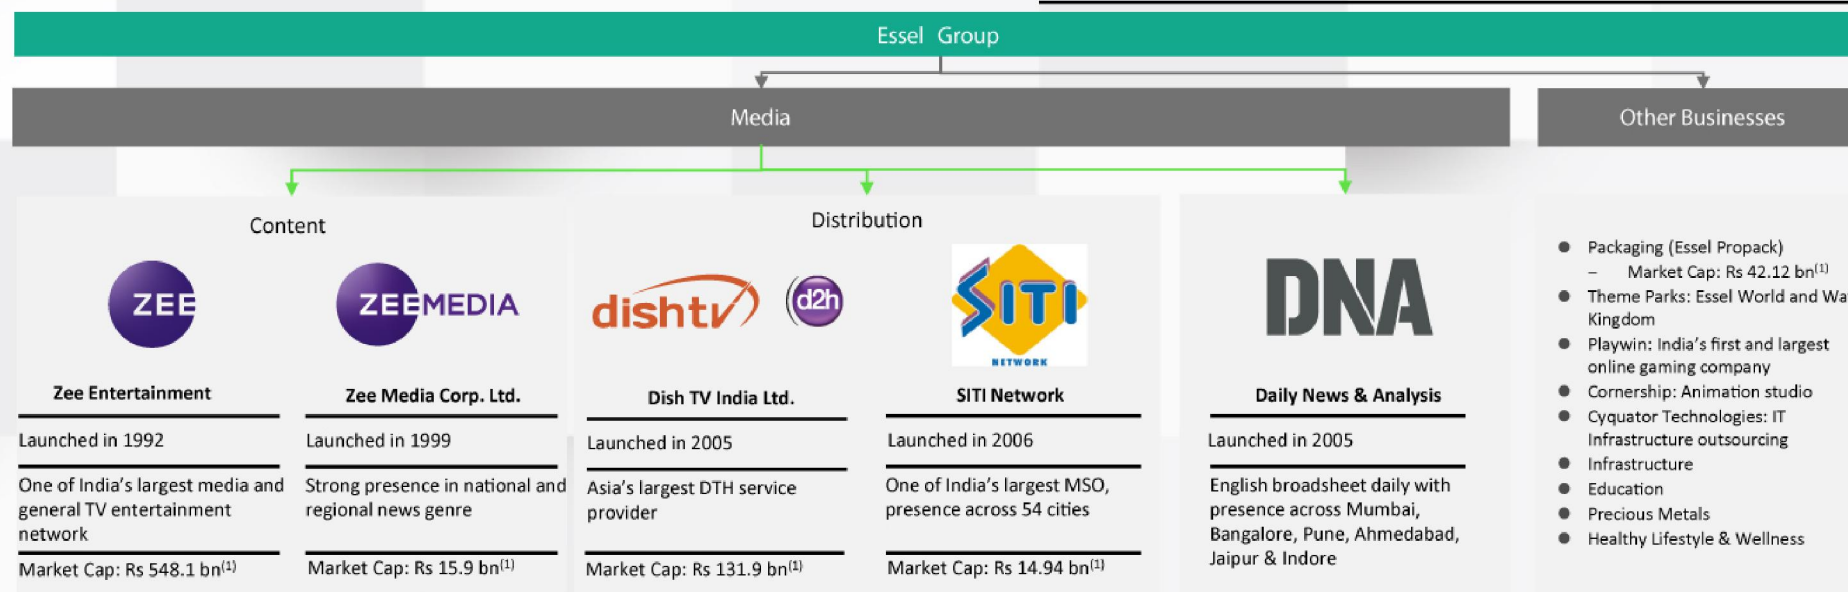 Essel Group
Media
Other Businesses
Content
ZEE
ZEEMEDIA
Zee Entertainment
Launched in 1992
One of India's largest media and
general TV entertainment
network
Market Cap: Rs 548.1 bn(1)
Zee Media Corp. Ltd.
Launched in 1999
Strong presence in national and
regional news genre
Market Cap: Rs 15.9 bn(1)
Distribution
dishtv
d2h
Dish TV India Ltd.
Launched in 2005
Asia's largest DTH service
provider
Market Cap: Rs 131.9 bn(1)
SITI
NETWORK
SITI Network
Launched in 2006
One of India's largest MSO,
presence across 54 cities
Market Cap: Rs 14.94 bn(1)
DNA
Daily News & Analysis
Launched in 2005
English broadsheet daily with
presence across Mumbai,
Bangalore, Pune, Ahmedabad,
Jaipur & Indore
● Packaging (Essel Propack)
– Market Cap: Rs 42.12 bn(1)
● Theme Parks: Essel World and
Kingdom
● Playwin: India's first and largest
online gaming company
● Cornership: Animation studio
● Cyquator Technologies: IT
Infrastructure outsourcing
● Infrastructure
● Education
● Precious Metals
● Healthy Lifestyle & Wellness